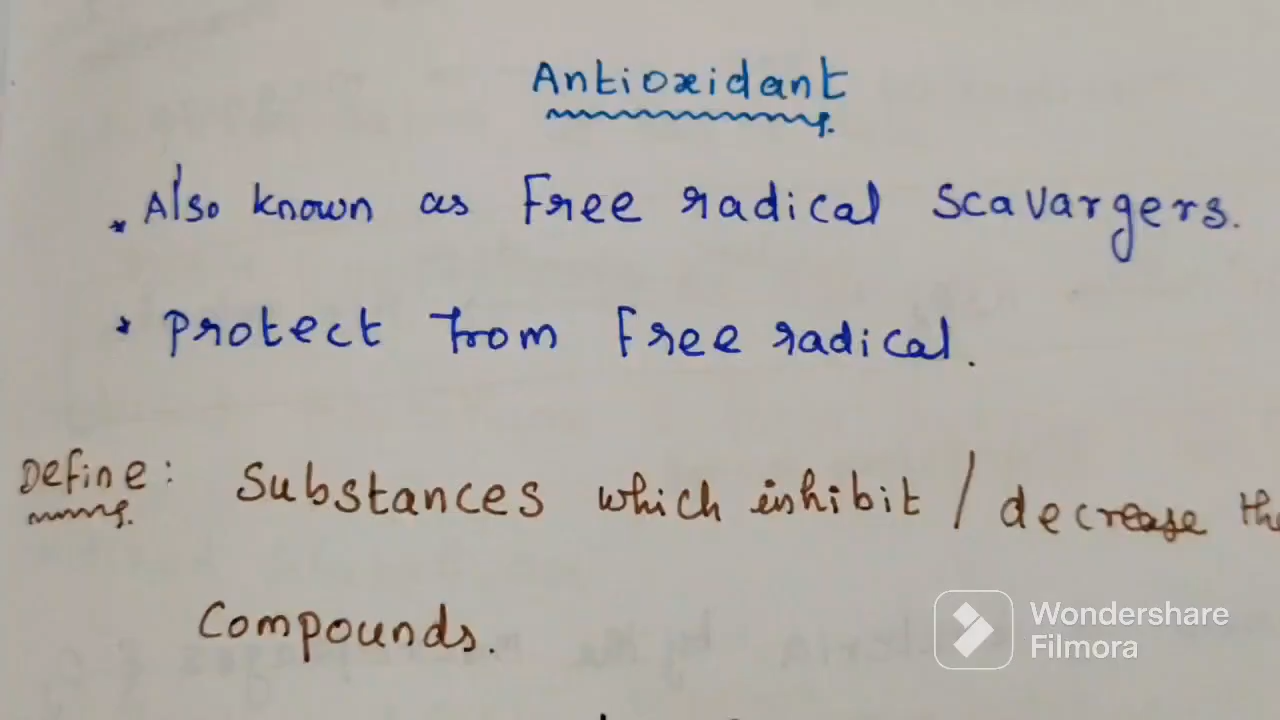 Antioxidant
* Also known as Free radical Scavargers.
* Protect from Free radical.
Define: Substances which inhibit / decrease th
Compounds.
Wondershare
Filmora